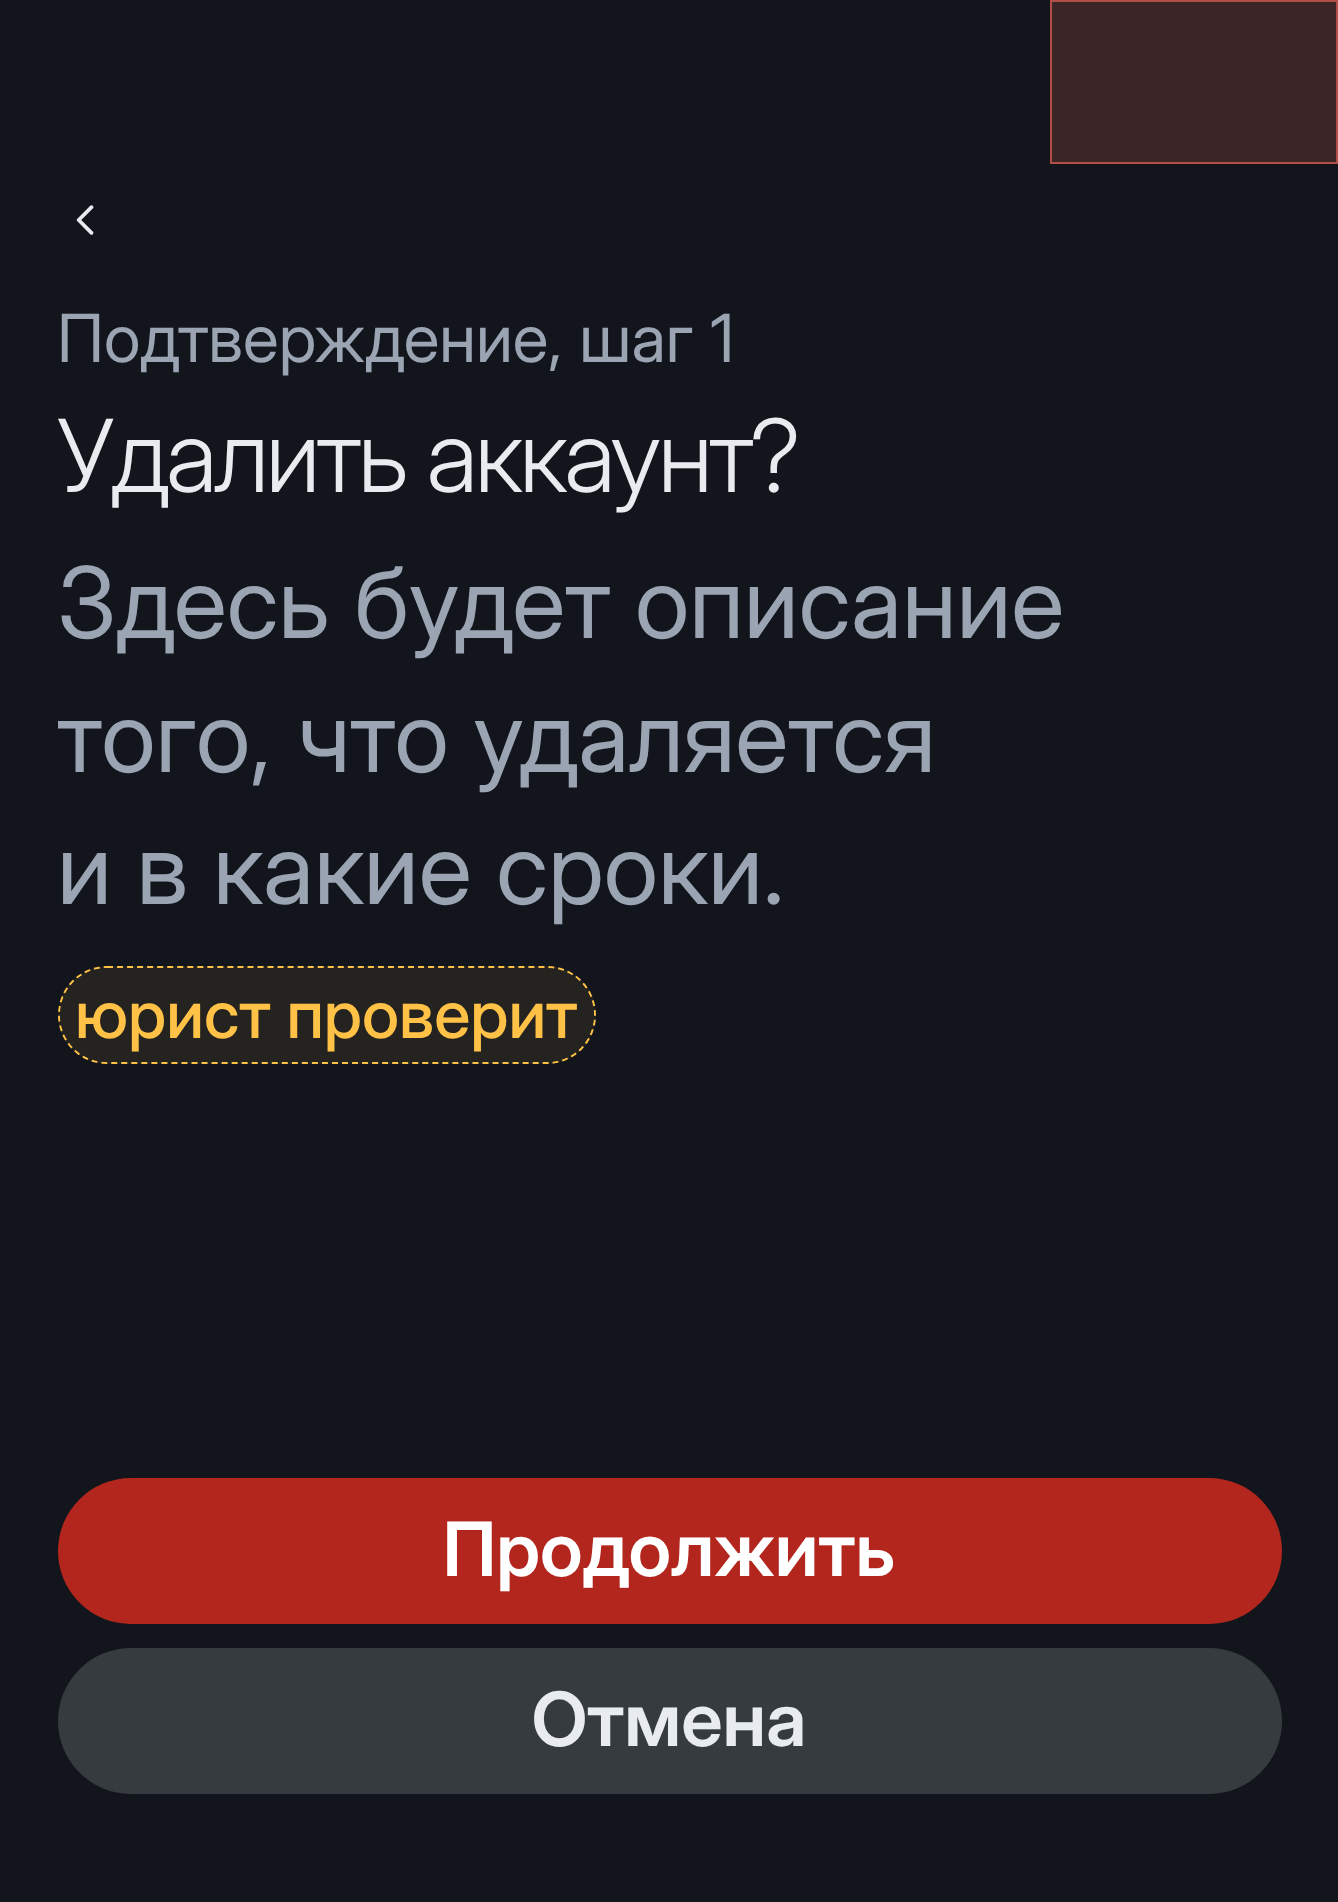 Подтверждение, шаг 1
Удалить аккаунт?
Здесь будет описание
того, что удаляется
и в какие сроки.
юрист проверит
Продолжить
Отмена